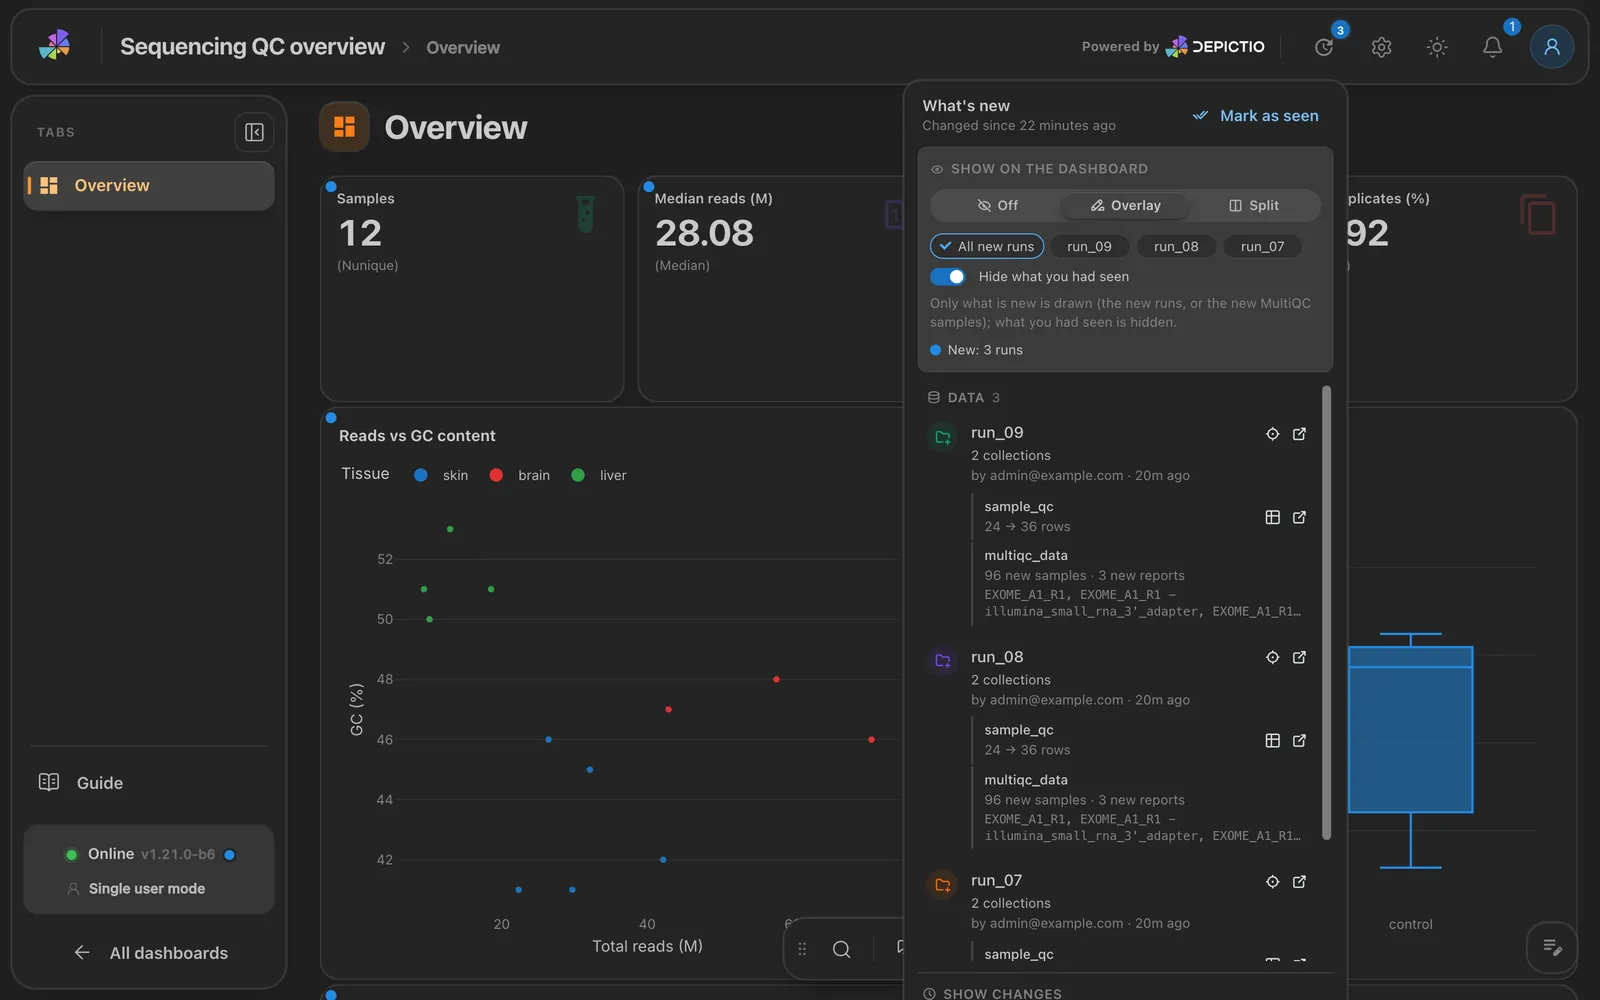 Sequencing QC overview
Overview
Powered by
DEPICTIO
3
1
TABS
Overview
Guide
Online v1.21.0-b6
Single user mode
All dashboards
Overview
Samples
12
(Nunique)
Median reads (M)
28.08
(Median)
plicates (%)
92
)
Reads vs GC content
Tissue
skin
brain
liver
GC (%)
52
50
48
46
44
42
20
40
Total reads (M)
control
What's new
Changed since 22 minutes ago
Mark as seen
SHOW ON THE DASHBOARD
Off
Overlay
Split
All new runs
run_09
run_08
run_07
Hide what you had seen
Only what is new is drawn (the new runs, or the new MultiQC
samples); what you had seen is hidden.
New: 3 runs
DATA 3
run_09
2 collections
by admin@example.com · 20m ago
sample_qc
24 → 36 rows
multiqc_data
96 new samples · 3 new reports
EXOME_A1_R1, EXOME_A1_R1 –
illumina_small_rna_3'_adapter, EXOME_A1_R1…
run_08
2 collections
by admin@example.com · 20m ago
sample_qc
24 → 36 rows
multiqc_data
96 new samples · 3 new reports
EXOME_A1_R1, EXOME_A1_R1 –
illumina_small_rna_3'_adapter, EXOME_A1_R1…
run_07
2 collections
by admin@example.com · 20m ago
sample_qc
SHOW CHANGES